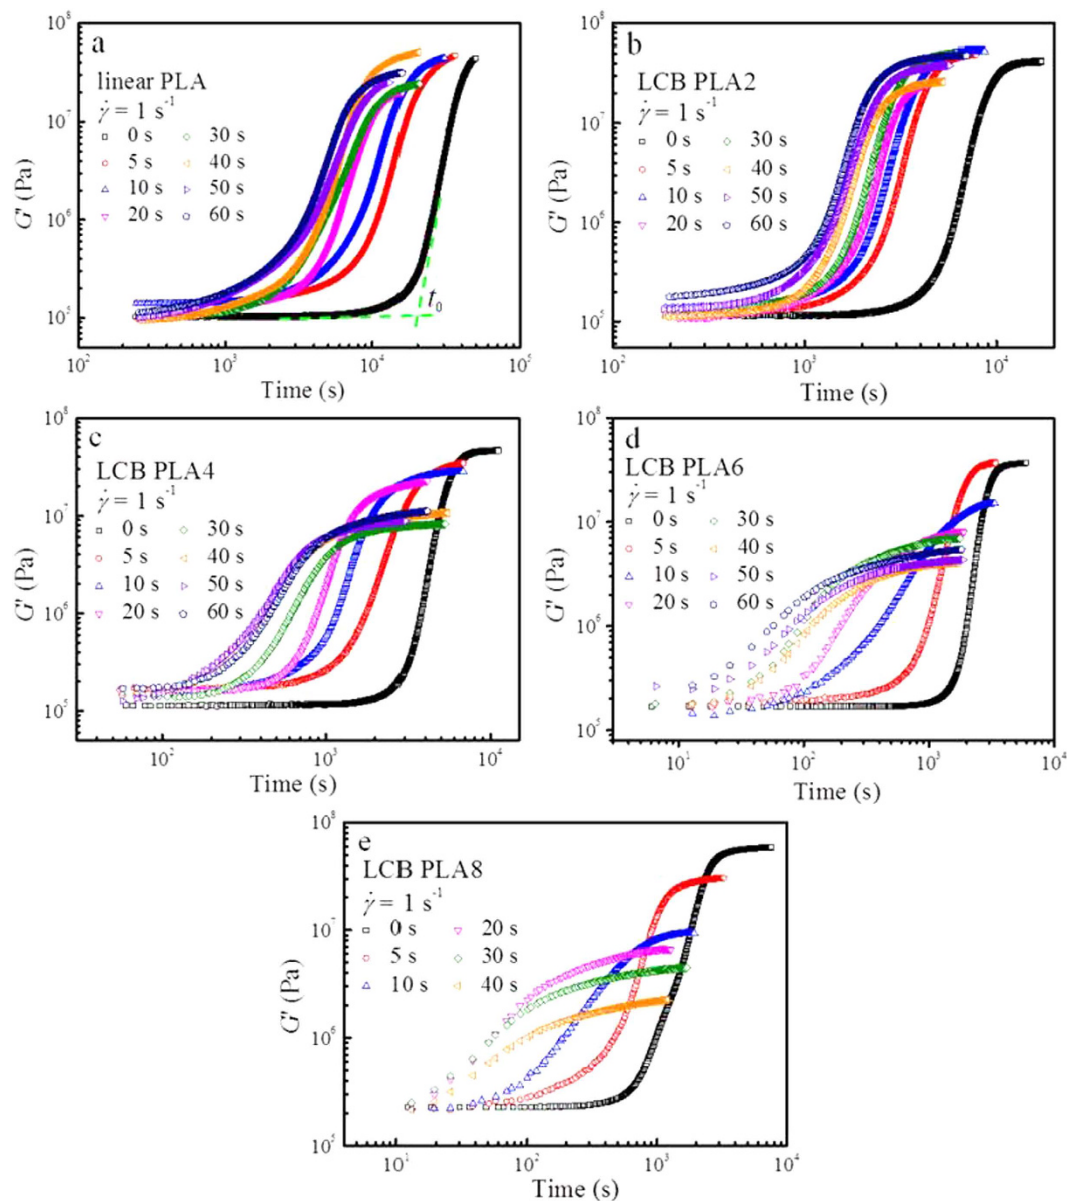 a
linear PLA
γ̇ = 1 s⁻¹
0 s 30 s
5 s 40 s
10 s 50 s
20 s 60 s
t₀
G' (Pa)
10⁸
10⁷
10⁶
10⁵
10² 10³ 10⁴ 10⁵
Time (s)
b
LCB PLA2
γ̇ = 1 s⁻¹
0 s 30 s
5 s 40 s
10 s 50 s
20 s 60 s
G' (Pa)
10⁸
10⁷
10⁶
10⁵
10² 10³ 10⁴
Time (s)
c
LCB PLA4
γ̇ = 1 s⁻¹
0 s 30 s
5 s 40 s
10 s 50 s
20 s 60 s
G' (Pa)
10⁸
10⁷
10⁶
10⁵
10² 10³ 10⁴
Time (s)
d
LCB PLA6
γ̇ = 1 s⁻¹
0 s 30 s
5 s 40 s
10 s 50 s
20 s 60 s
G' (Pa)
10⁸
10⁷
10⁶
10⁵
10¹ 10² 10³ 10⁴
Time (s)
e
LCB PLA8
γ̇ = 1 s⁻¹
0 s 20 s
5 s 30 s
10 s 40 s
G' (Pa)
10⁸
10⁷
10⁶
10⁵
10¹ 10² 10³ 10⁴
Time (s)